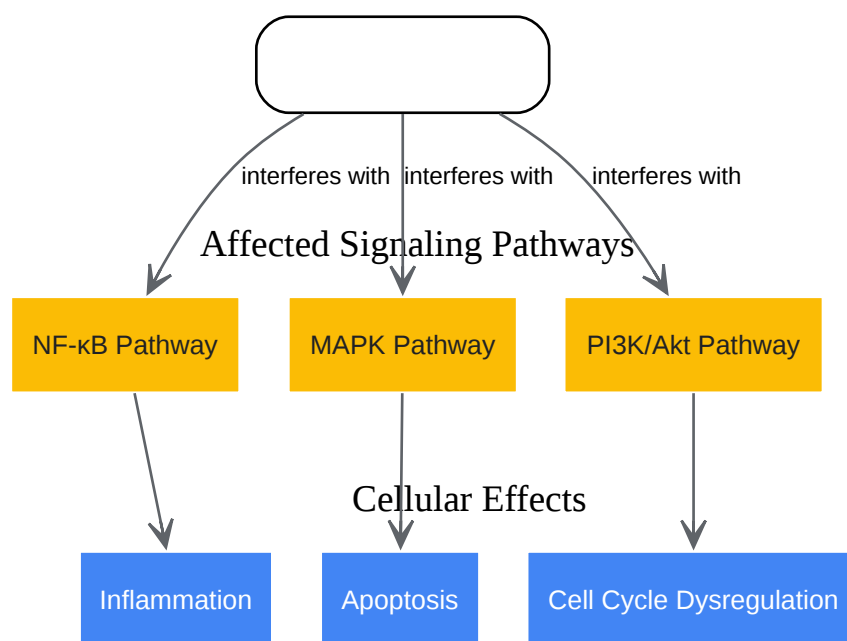 interferes with interferes with interferes with
Affected Signaling Pathways
NF-κB Pathway
MAPK Pathway
PI3K/Akt Pathway
Cellular Effects
Inflammation
Apoptosis
Cell Cycle Dysregulation